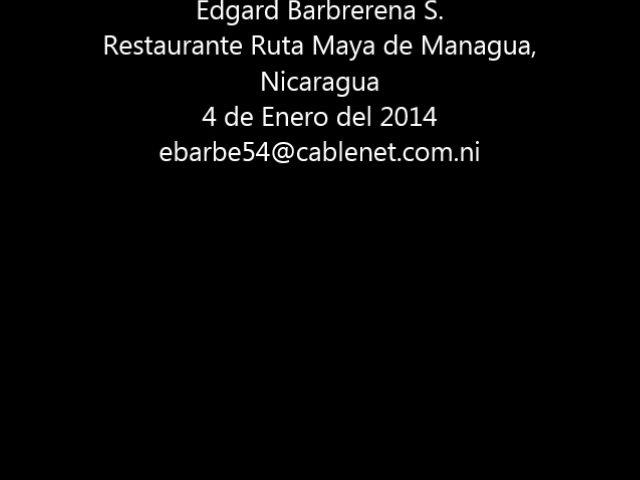 Edgard Barbrerena S.
Restaurante Ruta Maya de Managua,
Nicaragua
4 de Enero del 2014
ebarbe54@cablenet.com.ni